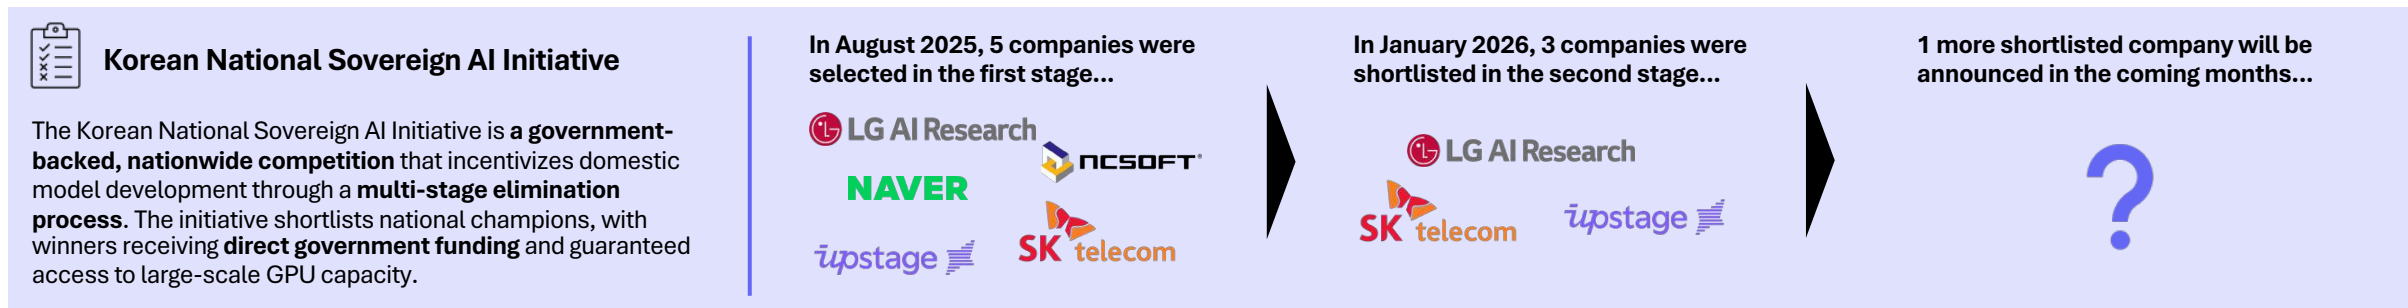 Korean National Sovereign AI Initiative
The Korean National Sovereign AI Initiative is a government-
backed, nationwide competition that incentivizes domestic
model development through a multi-stage elimination
process. The initiative shortlists national champions, with
winners receiving direct government funding and guaranteed
access to large-scale GPU capacity.
In August 2025, 5 companies were
selected in the first stage...
LG AI Research
NCSOFT
NAVER
upstage
SK telecom
In January 2026, 3 companies were
shortlisted in the second stage...
LG AI Research
SK telecom
upstage
1 more shortlisted company will be
announced in the coming months...
?